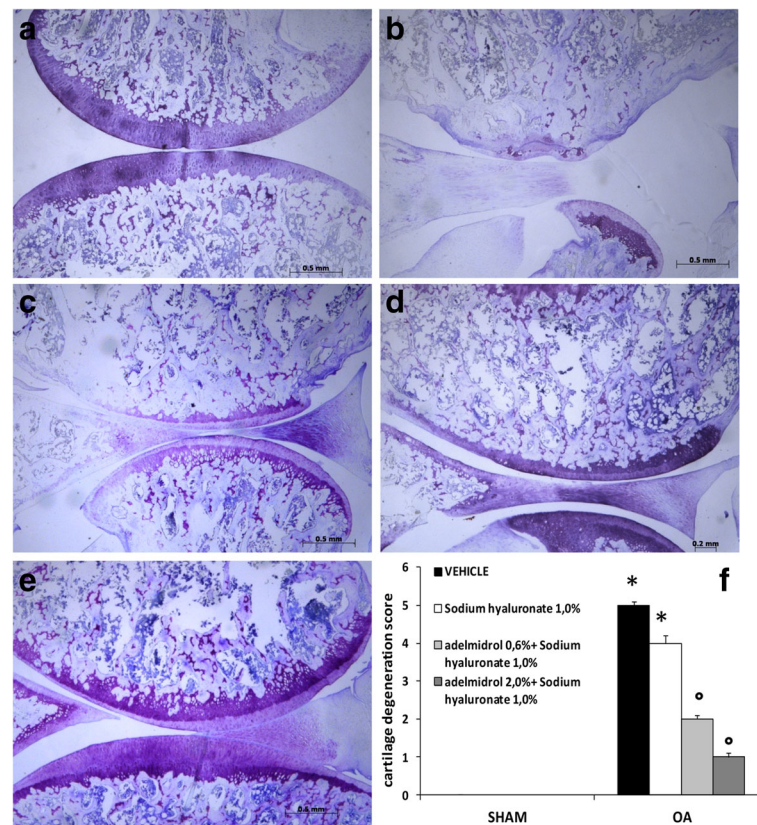 a
b
0.5 mm
0.5 mm
c
d
0.5 mm
0.2 mm
e
0.5 mm
f
cartilage degeneration score
6
5
4
3
2
1
0
VEHICLE
Sodium hyaluronate 1,0%
adelmidrol 0,6%+ Sodium
hyaluronate 1,0%
adelmidrol 2,0%+ Sodium
hyaluronate 1,0%
*
*
°
°
SHAM
OA